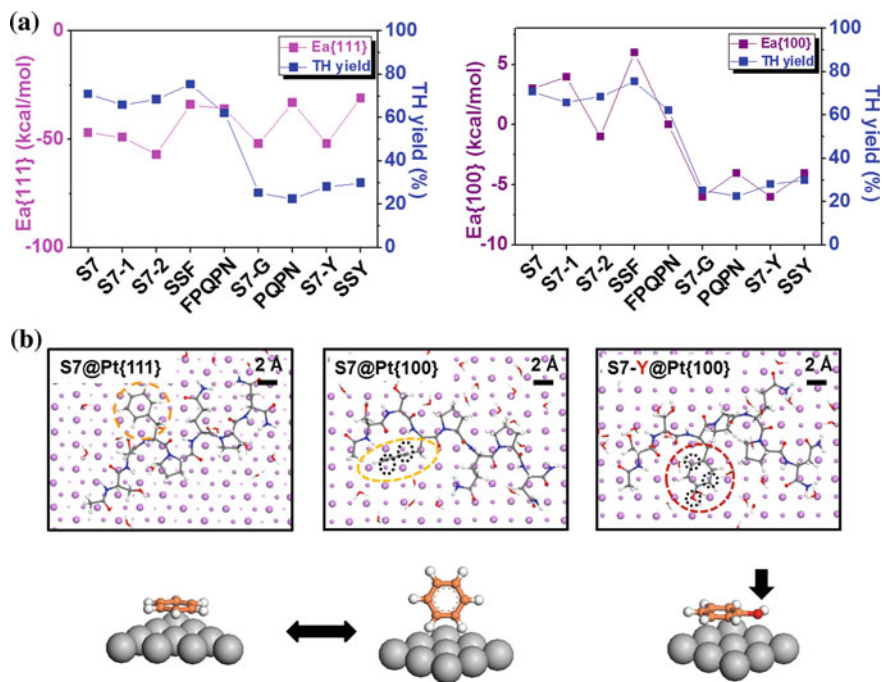 (a)
Ea{111} (kcal/mol)
0
-50
-100
Ea{111}
TH yield
100
80
60
40
20
0
TH yield (%)
S7
S7-1
S7-2
SSF
FPQPN
S7-G
PQPN
S7-Y
SSY
Ea{100} (kcal/mol)
5
0
-5
-10
Ea{100}
TH yield
100
80
60
40
20
0
TH yield (%)
S7
S7-1
S7-2
SSF
FPQPN
S7-G
PQPN
S7-Y
SSY
(b)
S7@Pt{111}
2 Å
S7@Pt{100}
2 Å
S7-Y@Pt{100}
2 Å